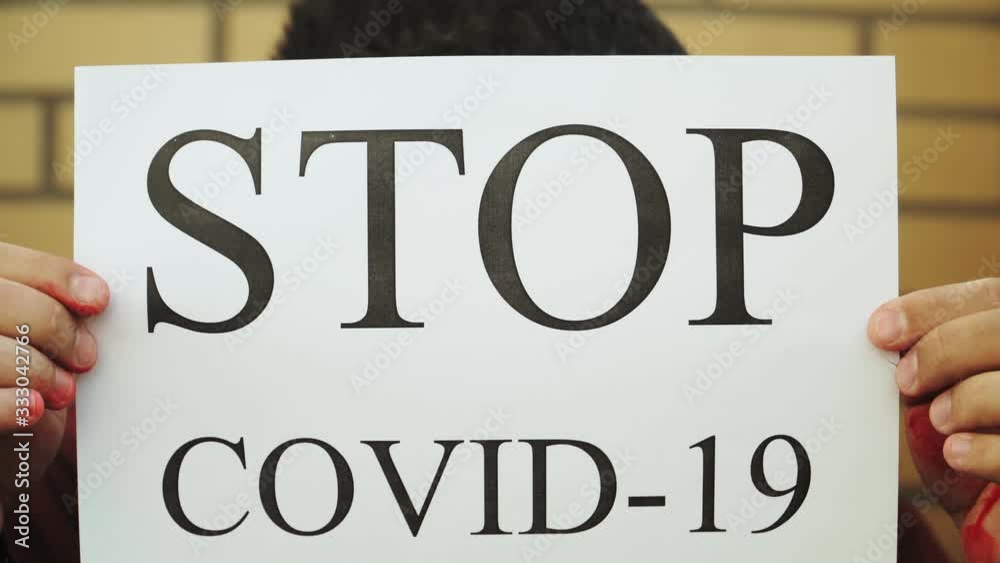 STOP
COVID-19
Adobe Stock
333042766